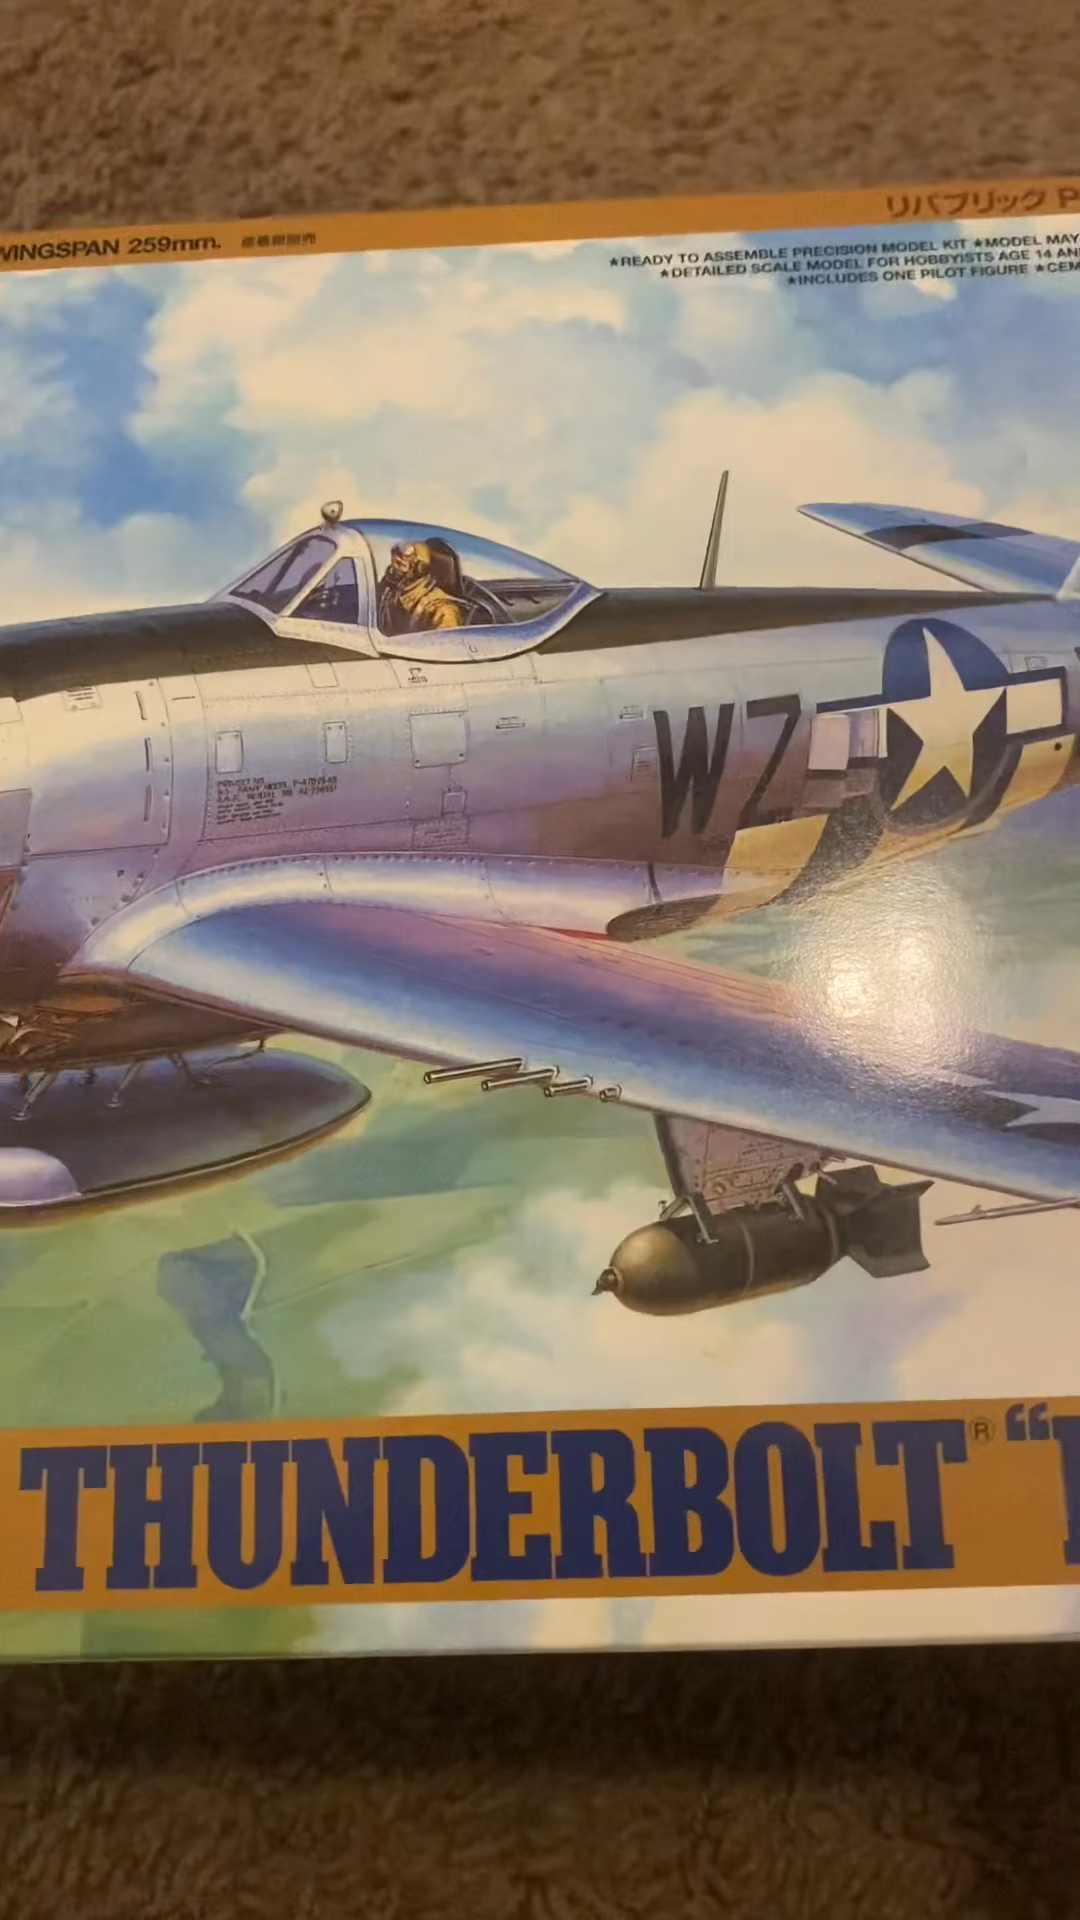 WINGSPAN 259mm.
リパブリック P
★READY TO ASSEMBLE PRECISION MODEL KIT ★MODEL MAY
★DETAILED SCALE MODEL FOR HOBBYISTS AGE 14 AN
★INCLUDES ONE PILOT FIGURE ★CEM
WZ
THUNDERBOLT® “